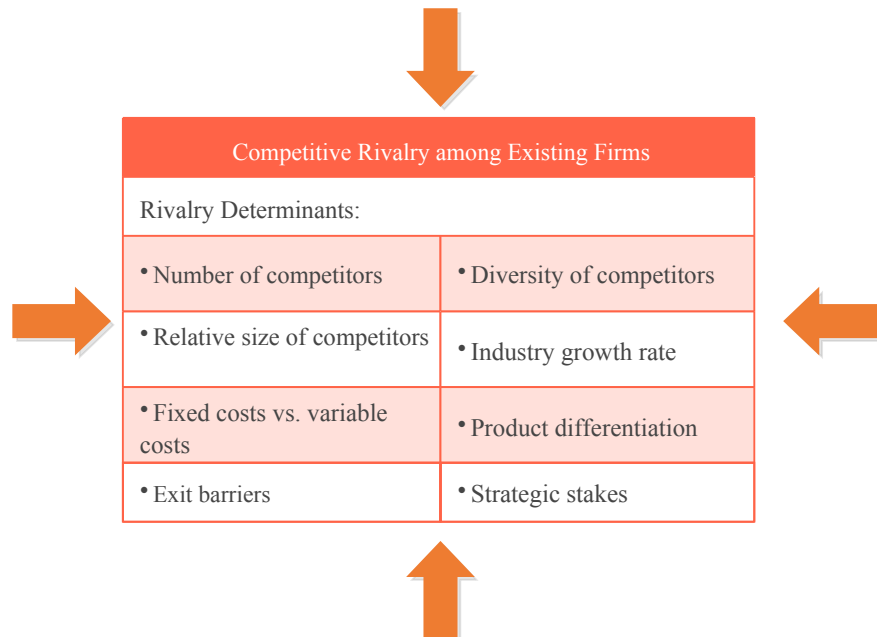 Competitive Rivalry among Existing Firms
Rivalry Determinants:
• Number of competitors
• Diversity of competitors
• Relative size of competitors
• Industry growth rate
• Fixed costs vs. variable
costs
• Product differentiation
• Exit barriers
• Strategic stakes